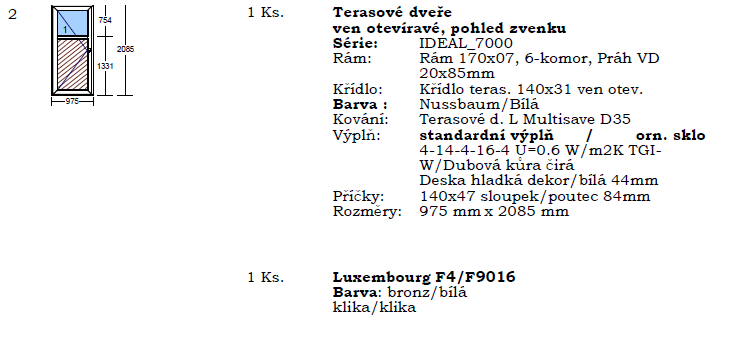 2
1
754
1331
2085
975
1 Ks.
Terasové dveře
ven otevíravé, pohled zvenku
Série: IDEAL_7000
Rám: Rám 170x07, 6-komor, Práh VD
20x85mm
Křídlo: Křídlo teras. 140x31 ven otev.
Barva : Nussbaum/Bílá
Kování: Terasové d. L Multisave D35
Výplň: standardní výplň / orn. sklo
4-14-4-16-4 U=0.6 W/m2K TGI-
W/Dubová kůra čirá
Deska hladká dekor/bílá 44mm
Příčky: 140x47 sloupek/poutec 84mm
Rozměry: 975 mm x 2085 mm
1 Ks.
Luxembourg F4/F9016
Barva: bronz/bílá
klika/klika